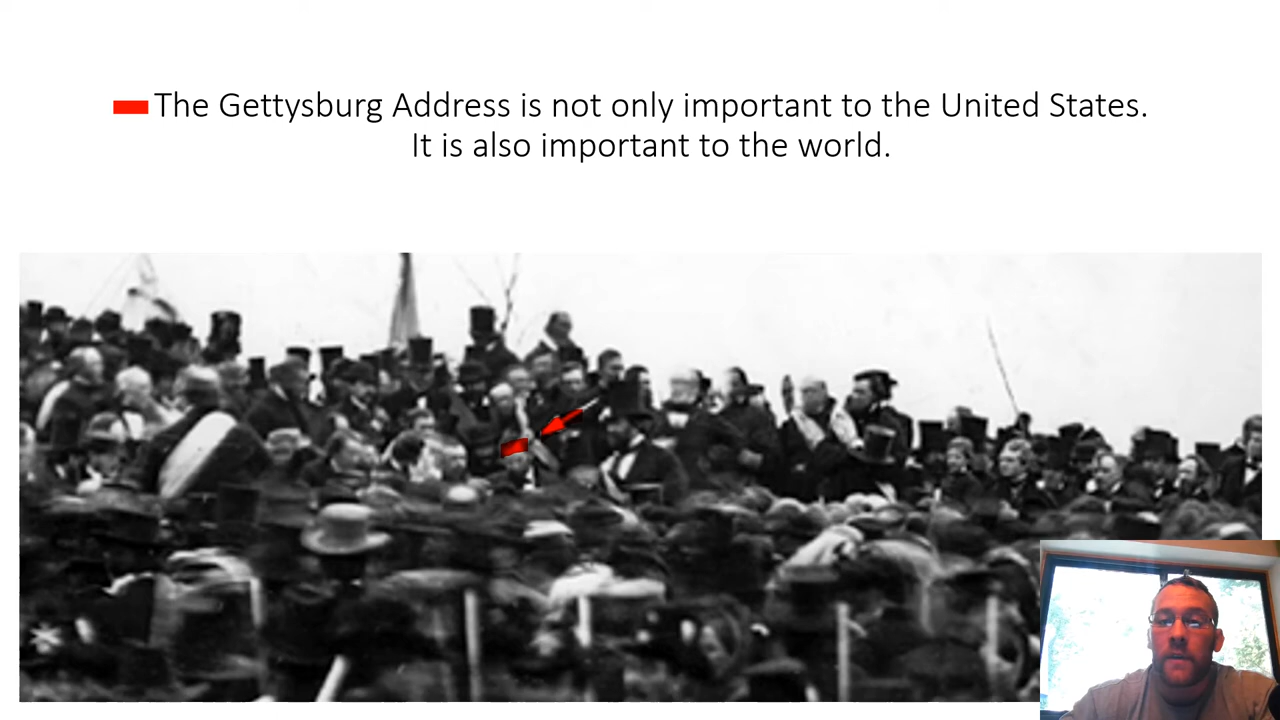 The Gettysburg Address is not only important to the United States.
It is also important to the world.